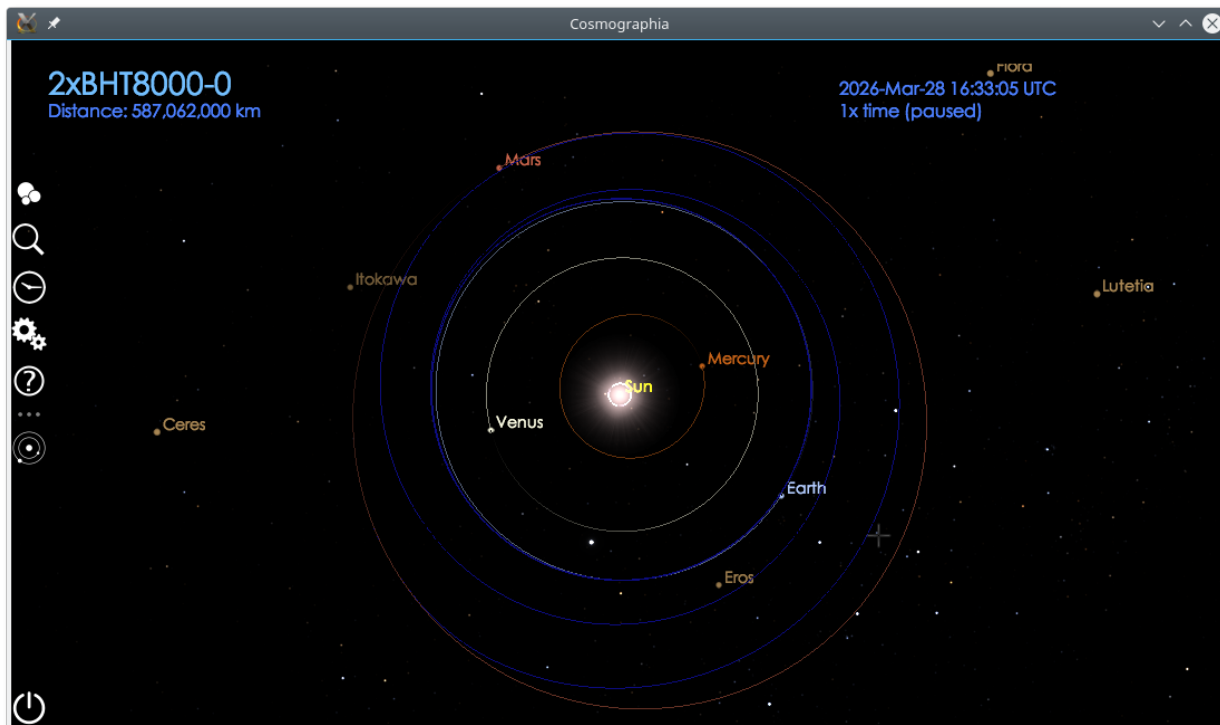 Cosmographia
2xBHT8000-0
Distance: 587,062,000 km
2026-Mar-28 16:33:05 UTC
1x time (paused)
Flora
Mars
Itokawa
Lutetia
Mercury
Sun
Venus
Ceres
Earth
Eros